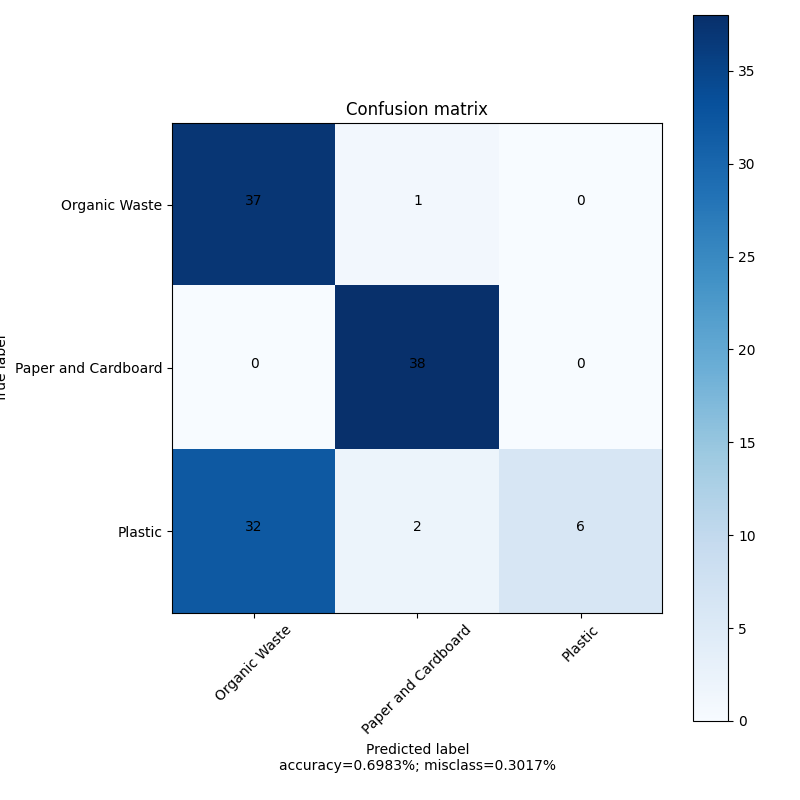 Confusion matrix
35
30
25
20
15
10
5
0
Organic Waste
37
1
0
Paper and Cardboard
0
38
0
Plastic
32
2
6
Organic Waste
Paper and Cardboard
Plastic
True label
Predicted label
accuracy=0.6983%; misclass=0.3017%